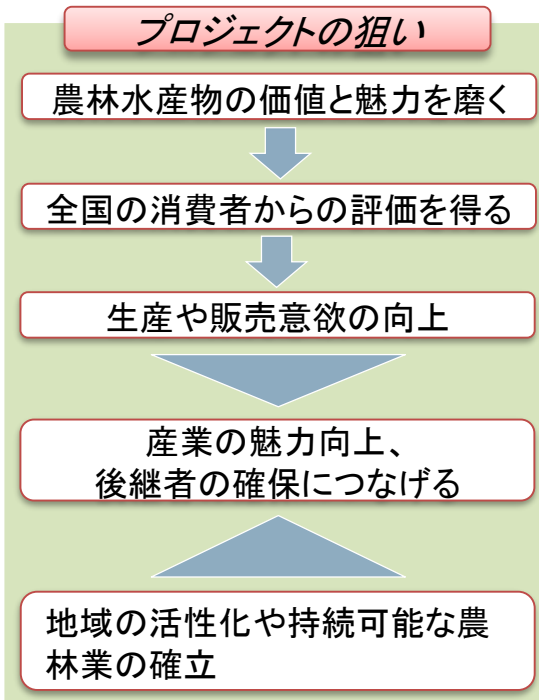 プロジェクトの狙い
農林水産物の価値と魅力を磨く
全国の消費者からの評価を得る
生産や販売意欲の向上
産業の魅力向上、
後継者の確保につなげる
地域の活性化や持続可能な農
林業の確立